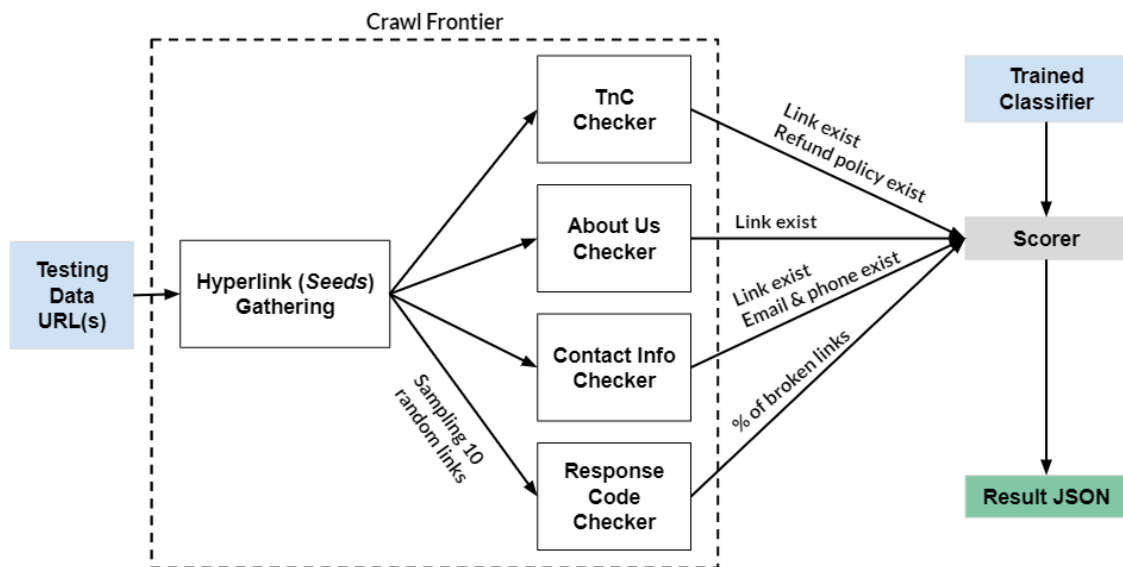 Crawl Frontier
Testing
Data
URL(s)
Hyperlink (Seeds)
Gathering
Sampling 10
random links
TnC
Checker
About Us
Checker
Contact Info
Checker
Response
Code
Checker
Link exist
Refund policy exist
Link exist
Link exist
Email & phone exist
% of broken links
Trained
Classifier
Scorer
Result JSON